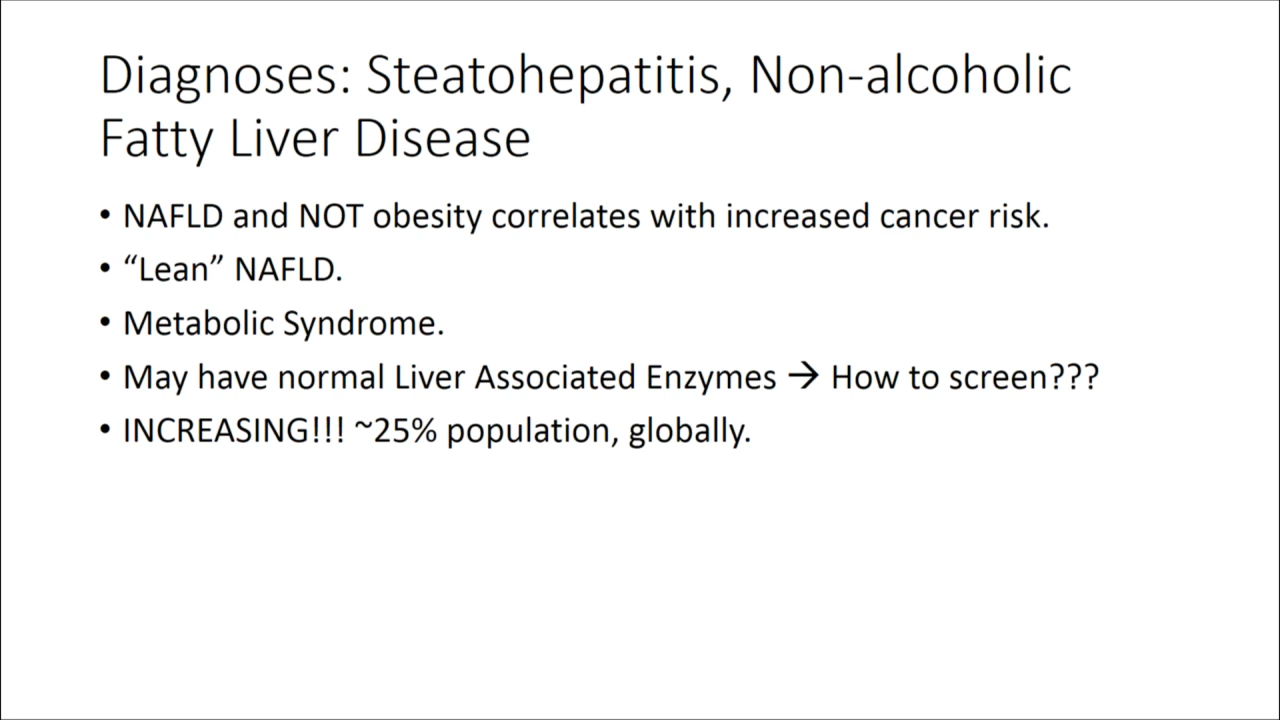 Diagnoses: Steatohepatitis, Non-alcoholic
Fatty Liver Disease
• NAFLD and NOT obesity correlates with increased cancer risk.
• “Lean” NAFLD.
• Metabolic Syndrome.
• May have normal Liver Associated Enzymes → How to screen???
• INCREASING!!! ~25% population, globally.